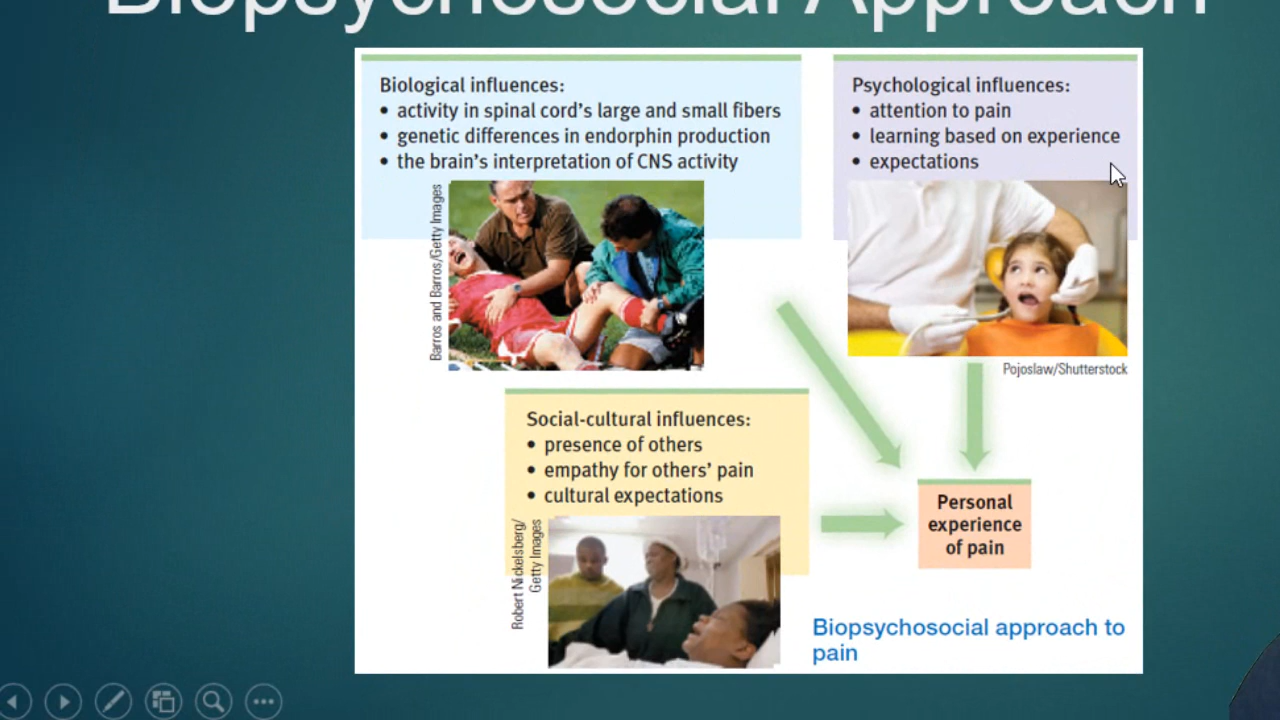 Biopsychosocial Approach
Biological influences:
• activity in spinal cord's large and small fibers
• genetic differences in endorphin production
• the brain's interpretation of CNS activity
Barros and Barros/Getty Images
Psychological influences:
• attention to pain
• learning based on experience
• expectations
Pojoslaw/Shutterstock
Social-cultural influences:
• presence of others
• empathy for others' pain
• cultural expectations
Robert Nickelsberg/
Getty Images
Personal
experience
of pain
Biopsychosocial approach to
pain